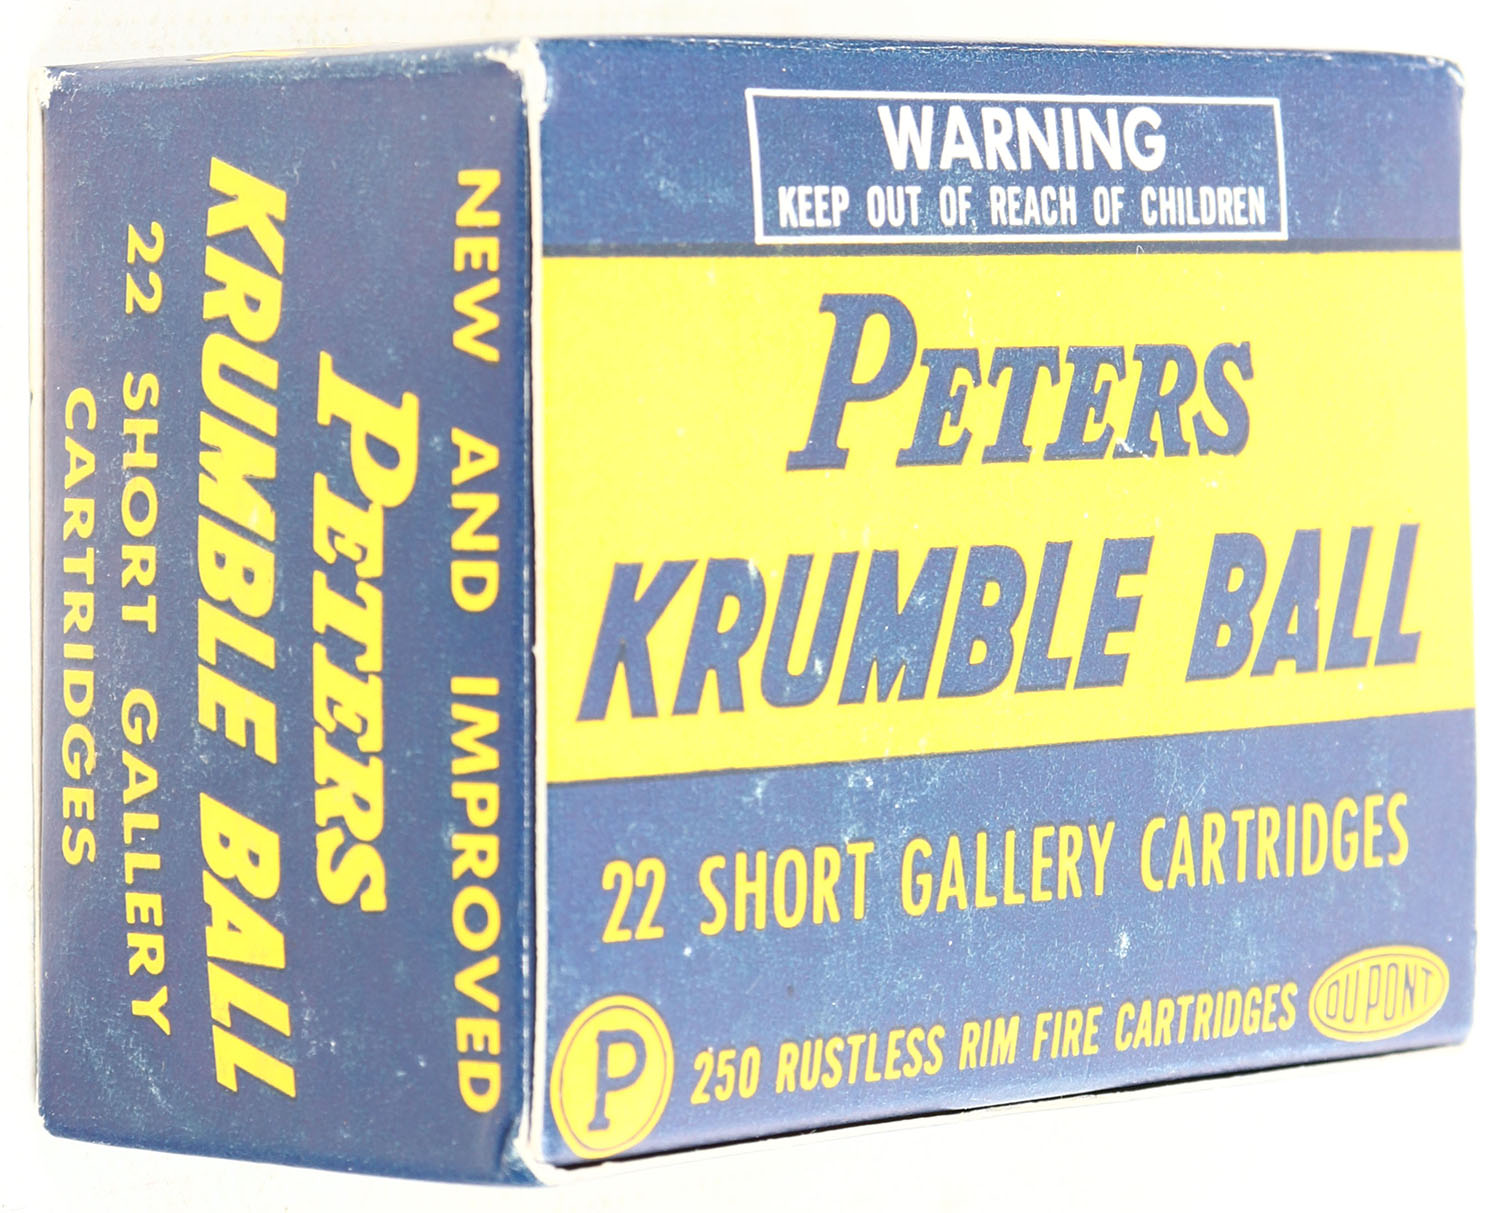 WARNING
KEEP OUT OF REACH OF CHILDREN
PETERS
KRUMBLE BALL
22 SHORT GALLERY CARTRIDGES
P 250 RUSTLESS RIM FIRE CARTRIDGES DUPONT
NEW AND IMPROVED
PETERS
KRUMBLE BALL
22 SHORT GALLERY
CARTRIDGES